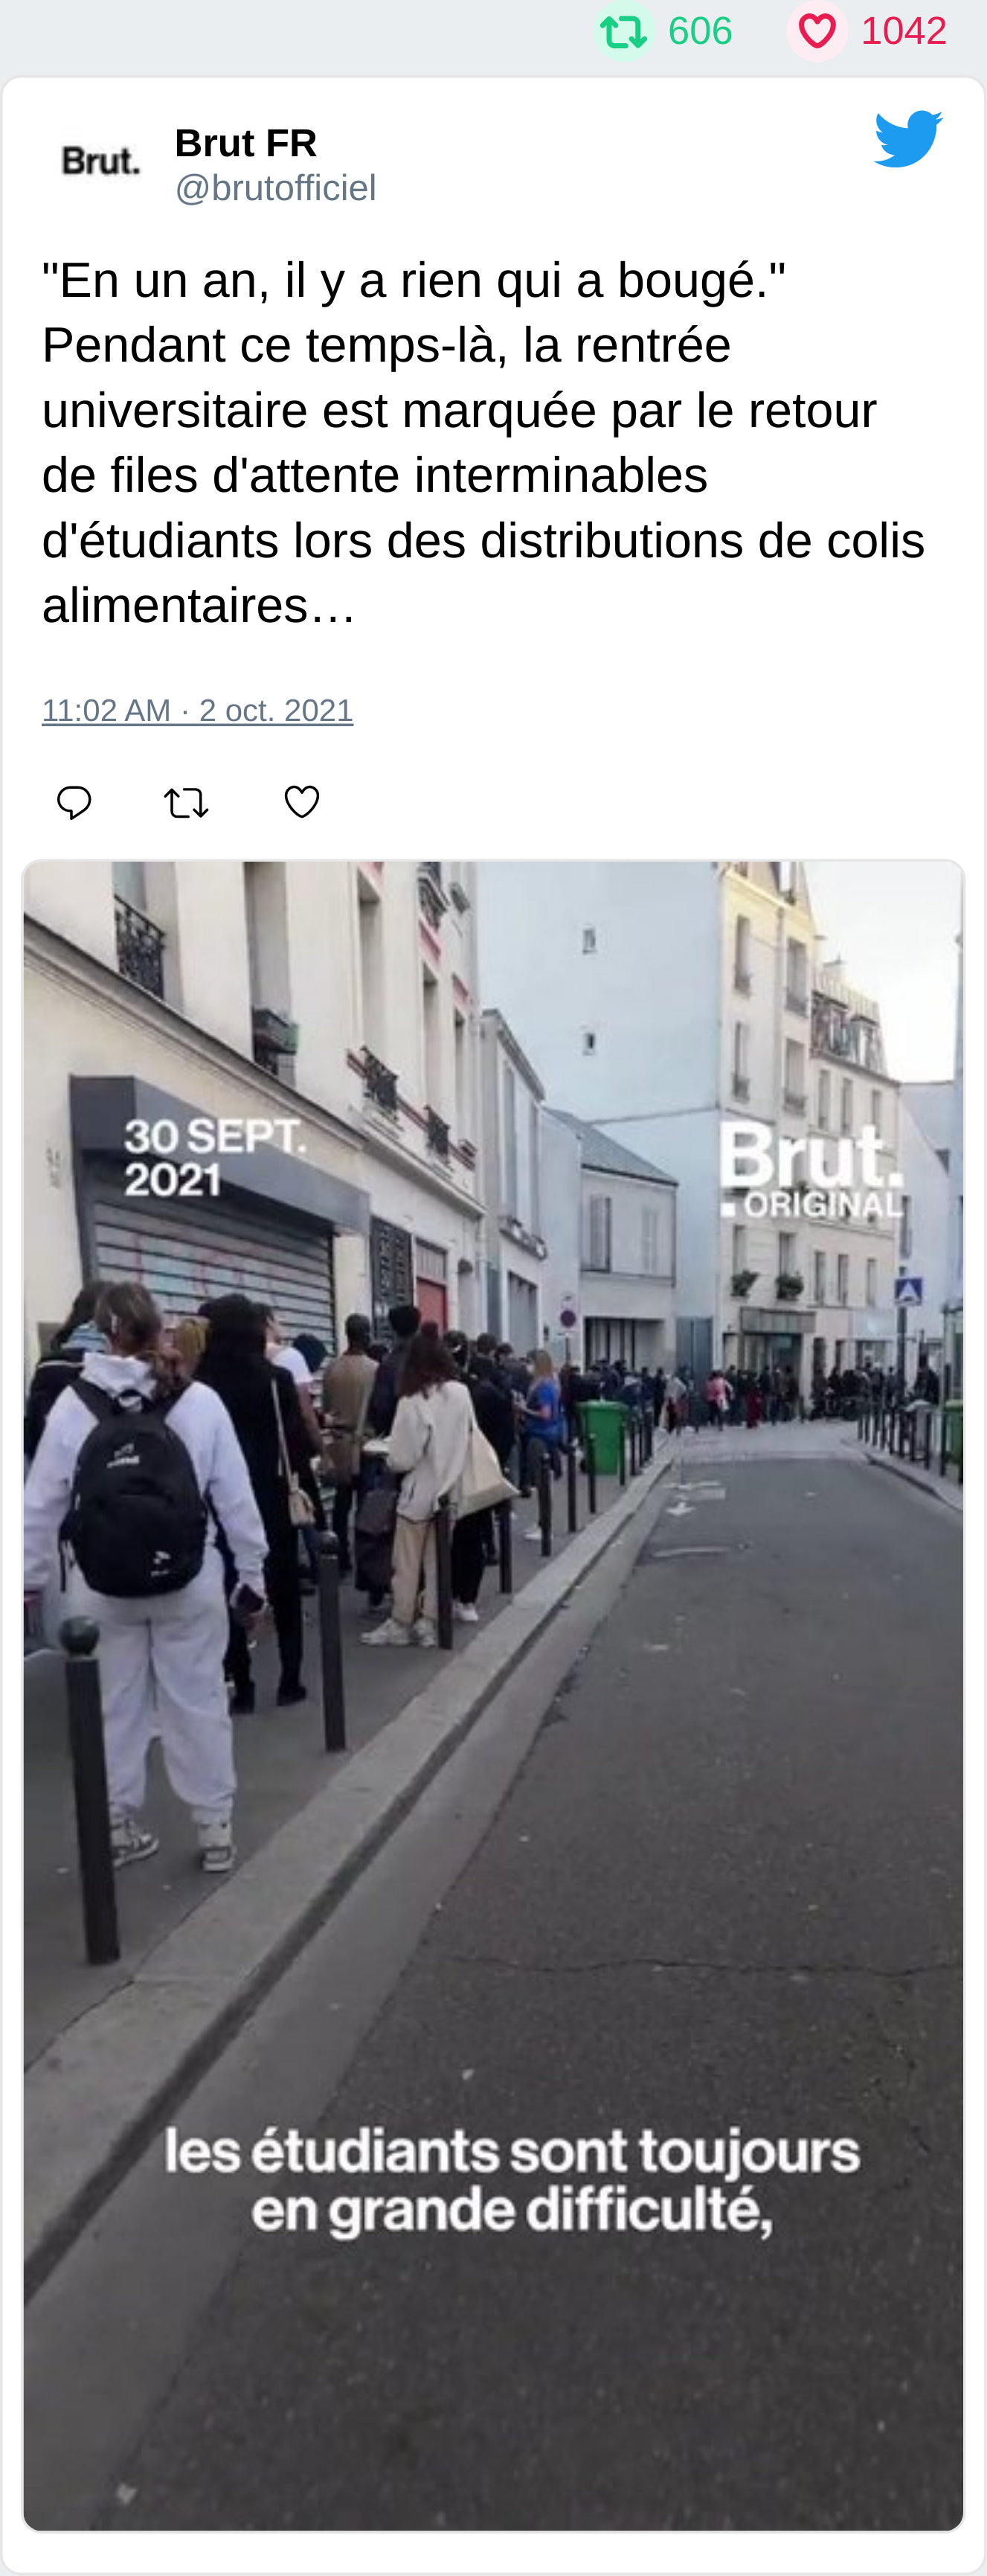 606 1042
Brut.
Brut FR
@brutofficiel
"En un an, il y a rien qui a bougé."
Pendant ce temps-là, la rentrée
universitaire est marquée par le retour
de files d'attente interminables
d'étudiants lors des distributions de colis
alimentaires…
11:02 AM · 2 oct. 2021
30 SEPT.
2021
Brut.
ORIGINAL
les étudiants sont toujours
en grande difficulté,